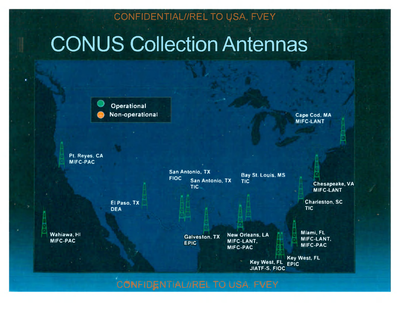 CONFIDENTIAL//REL TO USA, FVEY
CONUS Collection Antennas
Operational
Non-operational
Cape Cod, MA
MIFC-LANT
Pt. Reyes, CA
MIFC-PAC
San Antonio, TX
FIOC
San Antonio, TX
TIC
Bay St. Louis, MS
TIC
Chesapeake, VA
MIFC-LANT
El Paso, TX
DEA
Charleston, SC
TIC
Wahiawa, HI
MIFC-PAC
Galveston, TX
EPIC
New Orleans, LA
MIFC-LANT,
MIFC-PAC
Miami, FL
MIFC-LANT,
MIFC-PAC
Key West, FL
JIATF-S, FIOC
Key West, FL
EPIC
CONFIDENTIAL//REL TO USA, FVEY